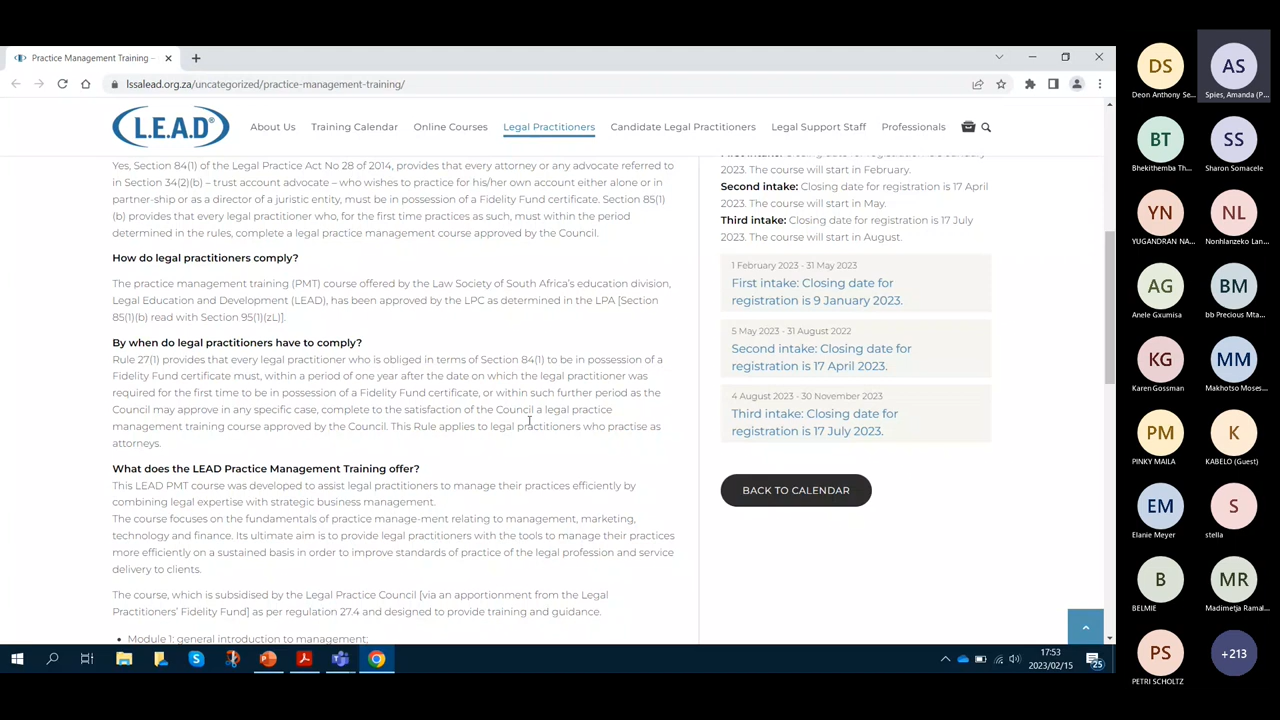 Practice Management Training –
lssalead.org.za/uncategorized/practice-management-training/
L.E.A.D®
About Us
Training Calendar
Online Courses
Legal Practitioners
Candidate Legal Practitioners
Legal Support Staff
Professionals
Yes, Section 84(1) of the Legal Practice Act No 28 of 2014, provides that every attorney or any advocate referred to
in Section 34(2)(b) – trust account advocate – who wishes to practice for his/her own account either alone or in
partner-ship or as a director of a juristic entity, must be in possession of a Fidelity Fund certificate. Section 85(1)
(b) provides that every legal practitioner who, for the first time practices as such, must within the period
determined in the rules, complete a legal practice management course approved by the Council.
How do legal practitioners comply?
The practice management training (PMT) course offered by the Law Society of South Africa's education division,
Legal Education and Development (LEAD), has been approved by the LPC as determined in the LPA [Section
85(1)(b) read with Section 95(1)(zL)].
By when do legal practitioners have to comply?
Rule 27(1) provides that every legal practitioner who is obliged in terms of Section 84(1) to be in possession of a
Fidelity Fund certificate must, within a period of one year after the date on which the legal practitioner was
required for the first time to be in possession of a Fidelity Fund certificate, or within such further period as the
Council may approve in any specific case, complete to the satisfaction of the Council a legal practice
management training course approved by the Council. This Rule applies to legal practitioners who practise as
attorneys.
What does the LEAD Practice Management Training offer?
This LEAD PMT course was developed to assist legal practitioners to manage their practices efficiently by
combining legal expertise with strategic business management.
The course focuses on the fundamentals of practice manage-ment relating to management, marketing,
technology and finance. Its ultimate aim is to provide legal practitioners with the tools to manage their practices
more efficiently on a sustained basis in order to improve standards of practice of the legal profession and service
delivery to clients.
The course, which is subsidised by the Legal Practice Council [via an apportionment from the Legal
Practitioners' Fidelity Fund] as per regulation 27.4 and designed to provide training and guidance.
• Module 1: general introduction to management;
2023. The course will start in February.
Second intake: Closing date for registration is 17 April
2023. The course will start in May.
Third intake: Closing date for registration is 17 July
2023. The course will start in August.
1 February 2023 - 31 May 2023
First intake: Closing date for
registration is 9 January 2023.
5 May 2023 - 31 August 2022
Second intake: Closing date for
registration is 17 April 2023.
4 August 2023 - 30 November 2023
Third intake: Closing date for
registration is 17 July 2023.
BACK TO CALENDAR
17:53
2023/02/15
25
DS
Deon Anthony Se...
AS
Spies, Amanda (P...
BT
Bhekithemba Th...
SS
Sharon Somacele
YN
YUGANDRAN NA...
NL
Nonhlanzeko Lan...
AG
Anele Gxumisa
BM
bb Precious Mta...
KG
Karen Gossman
MM
Makhotso Moses...
PM
PINKY MAILA
K
KABELO (Guest)
EM
Elanie Meyer
S
stella
B
BELMIE
MR
Madimetja Ramal...
PS
PETRI SCHOLTZ
+213